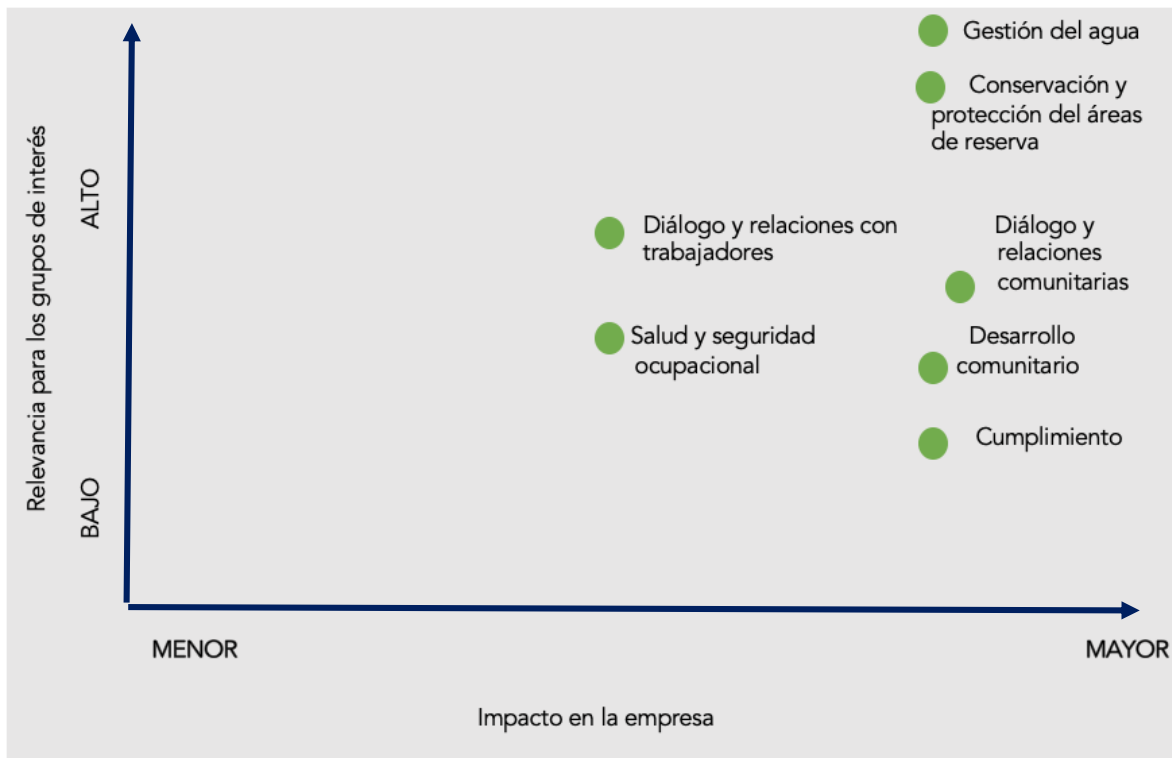 Gestión del agua
Conservación y
protección del áreas
de reserva
Relevancia para los grupos de interés
ALTO
BAJO
Diálogo y relaciones con
trabajadores
Diálogo y
relaciones
comunitarias
Salud y seguridad
ocupacional
Desarrollo
comunitario
Cumplimiento
MENOR
MAYOR
Impacto en la empresa